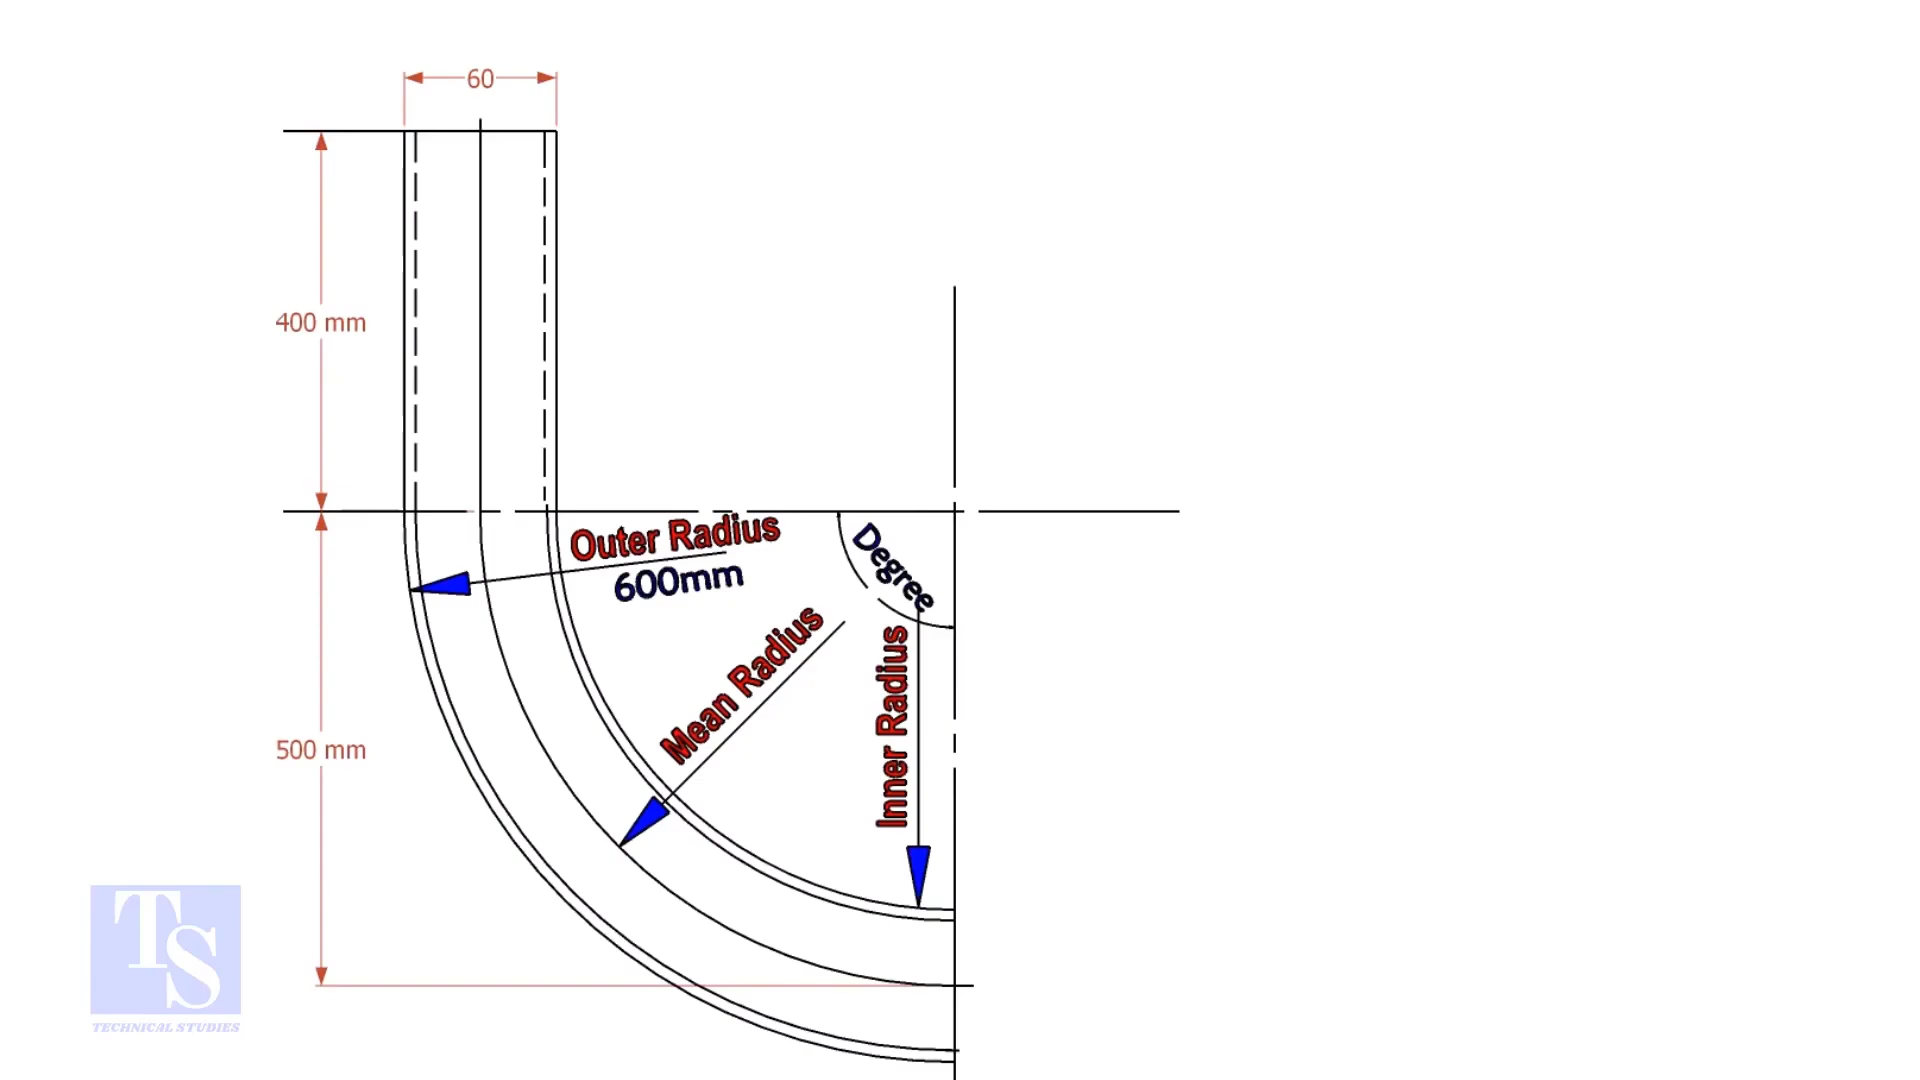 60
400 mm
Outer Radius
600mm
Degree
Mean Radius
Inner Radius
500 mm
TS
TECHNICAL STUDIES